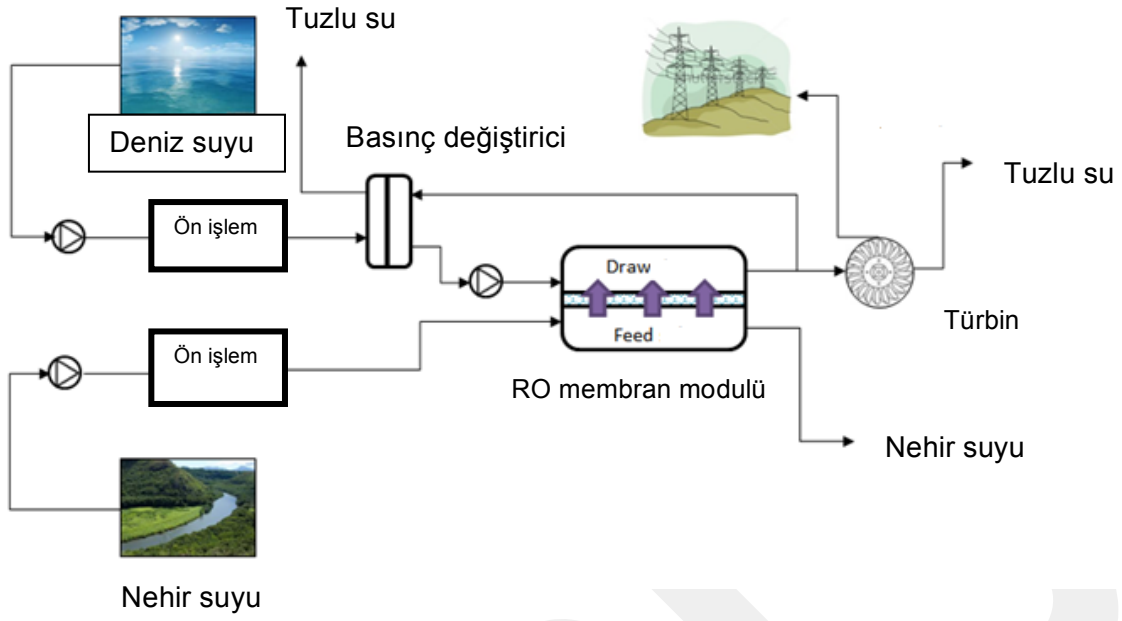 Tuzlu su
Deniz suyu
Basınç değiştirici
Tuzlu su
Ön işlem
Draw
Feed
Türbin
Ön işlem
RO membran modulü
Nehir suyu
Nehir suyu